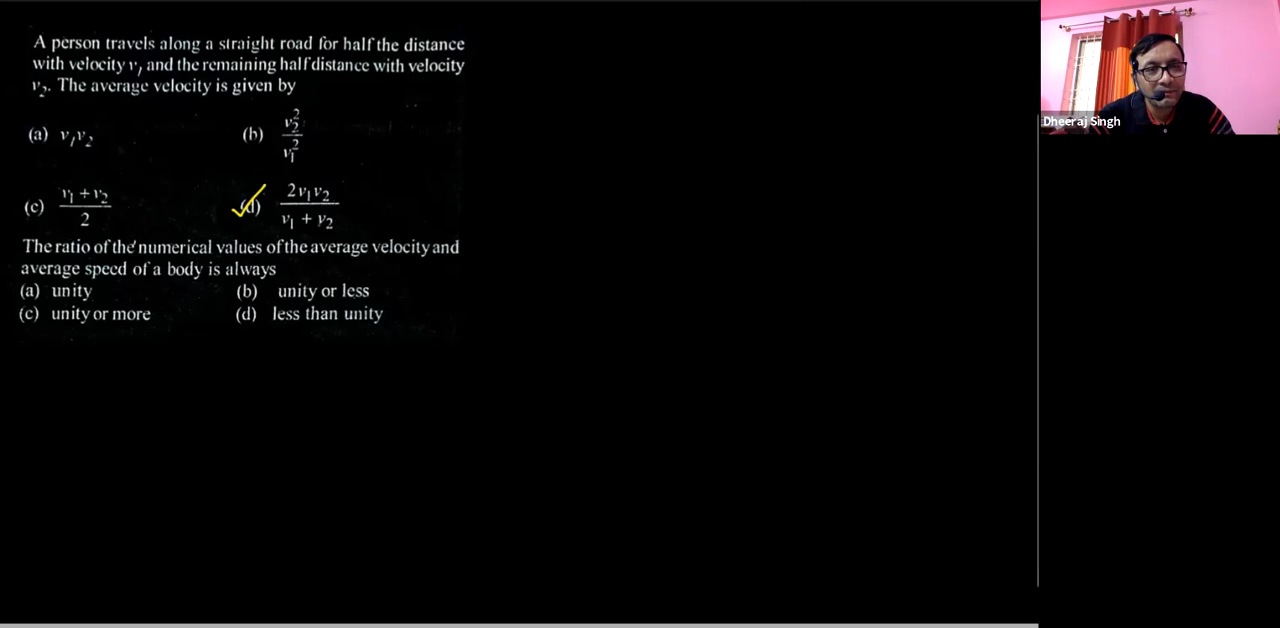 A person travels along a straight road for half the distance
with velocity v₁ and the remaining half distance with velocity
v₂. The average velocity is given by
(a) v₁v₂ (b) v₂²/v₁²
(c) (v₁ + v₂)/2 (d) 2v₁v₂/(v₁ + v₂)
The ratio of the numerical values of the average velocity and
average speed of a body is always
(a) unity (b) unity or less
(c) unity or more (d) less than unity
Dheeraj Singh